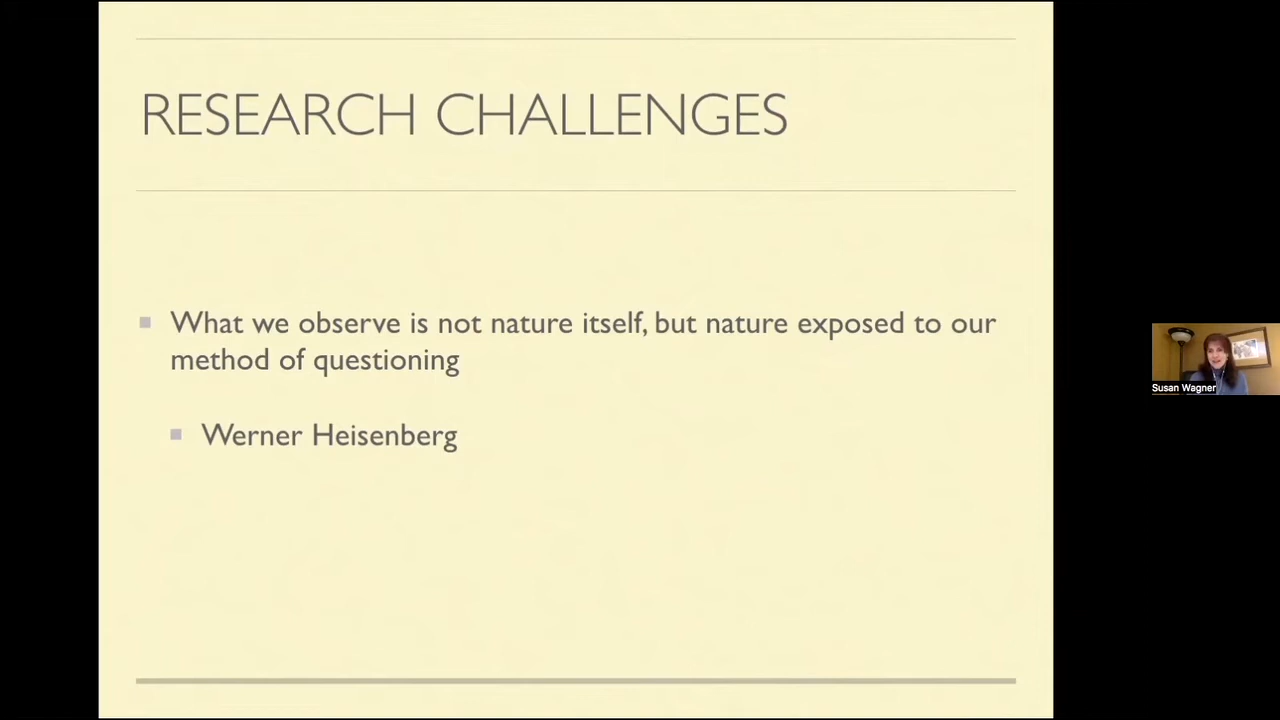 RESEARCH CHALLENGES
What we observe is not nature itself, but nature exposed to our
method of questioning
Werner Heisenberg
Susan Wagner